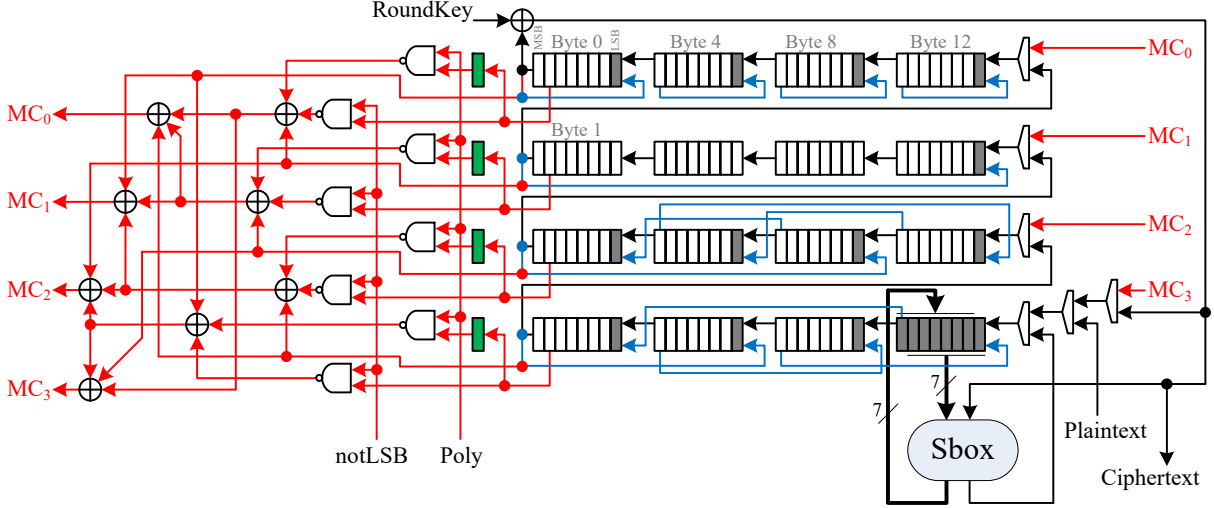 RoundKey
MSB
Byte 0
LSB
Byte 4
Byte 8
Byte 12
MC0
MC0
Byte 1
MC1
MC1
MC2
MC2
MC3
MC3
7
7
notLSB
Poly
Sbox
Plaintext
Ciphertext